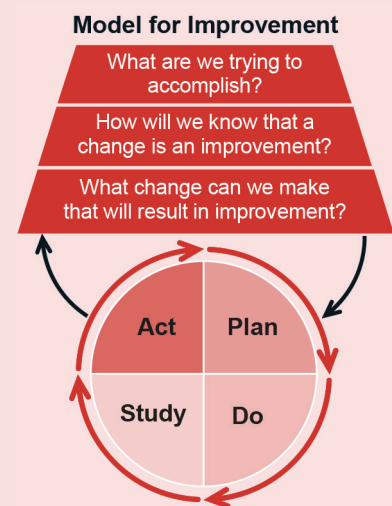 Model for Improvement
What are we trying to
accomplish?
How will we know that a
change is an improvement?
What change can we make
that will result in improvement?
Act
Plan
Study
Do